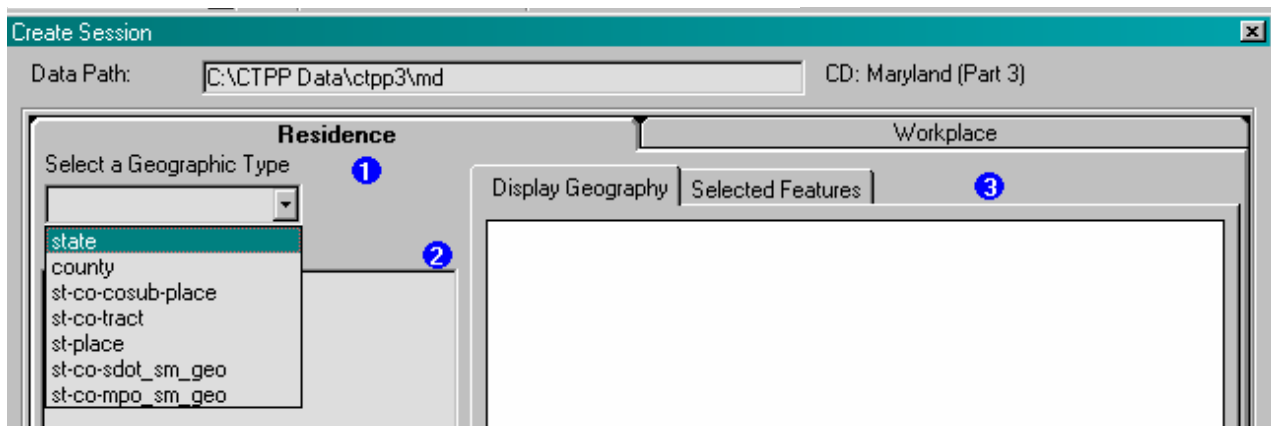 Create Session
Data Path: C:\CTPP Data\ctpp3\md CD: Maryland (Part 3)
Residence Workplace
Select a Geographic Type 1
Display Geography Selected Features 3
state
2
county
st-co-cosub-place
st-co-tract
st-place
st-co-sdot_sm_geo
st-co-mpo_sm_geo